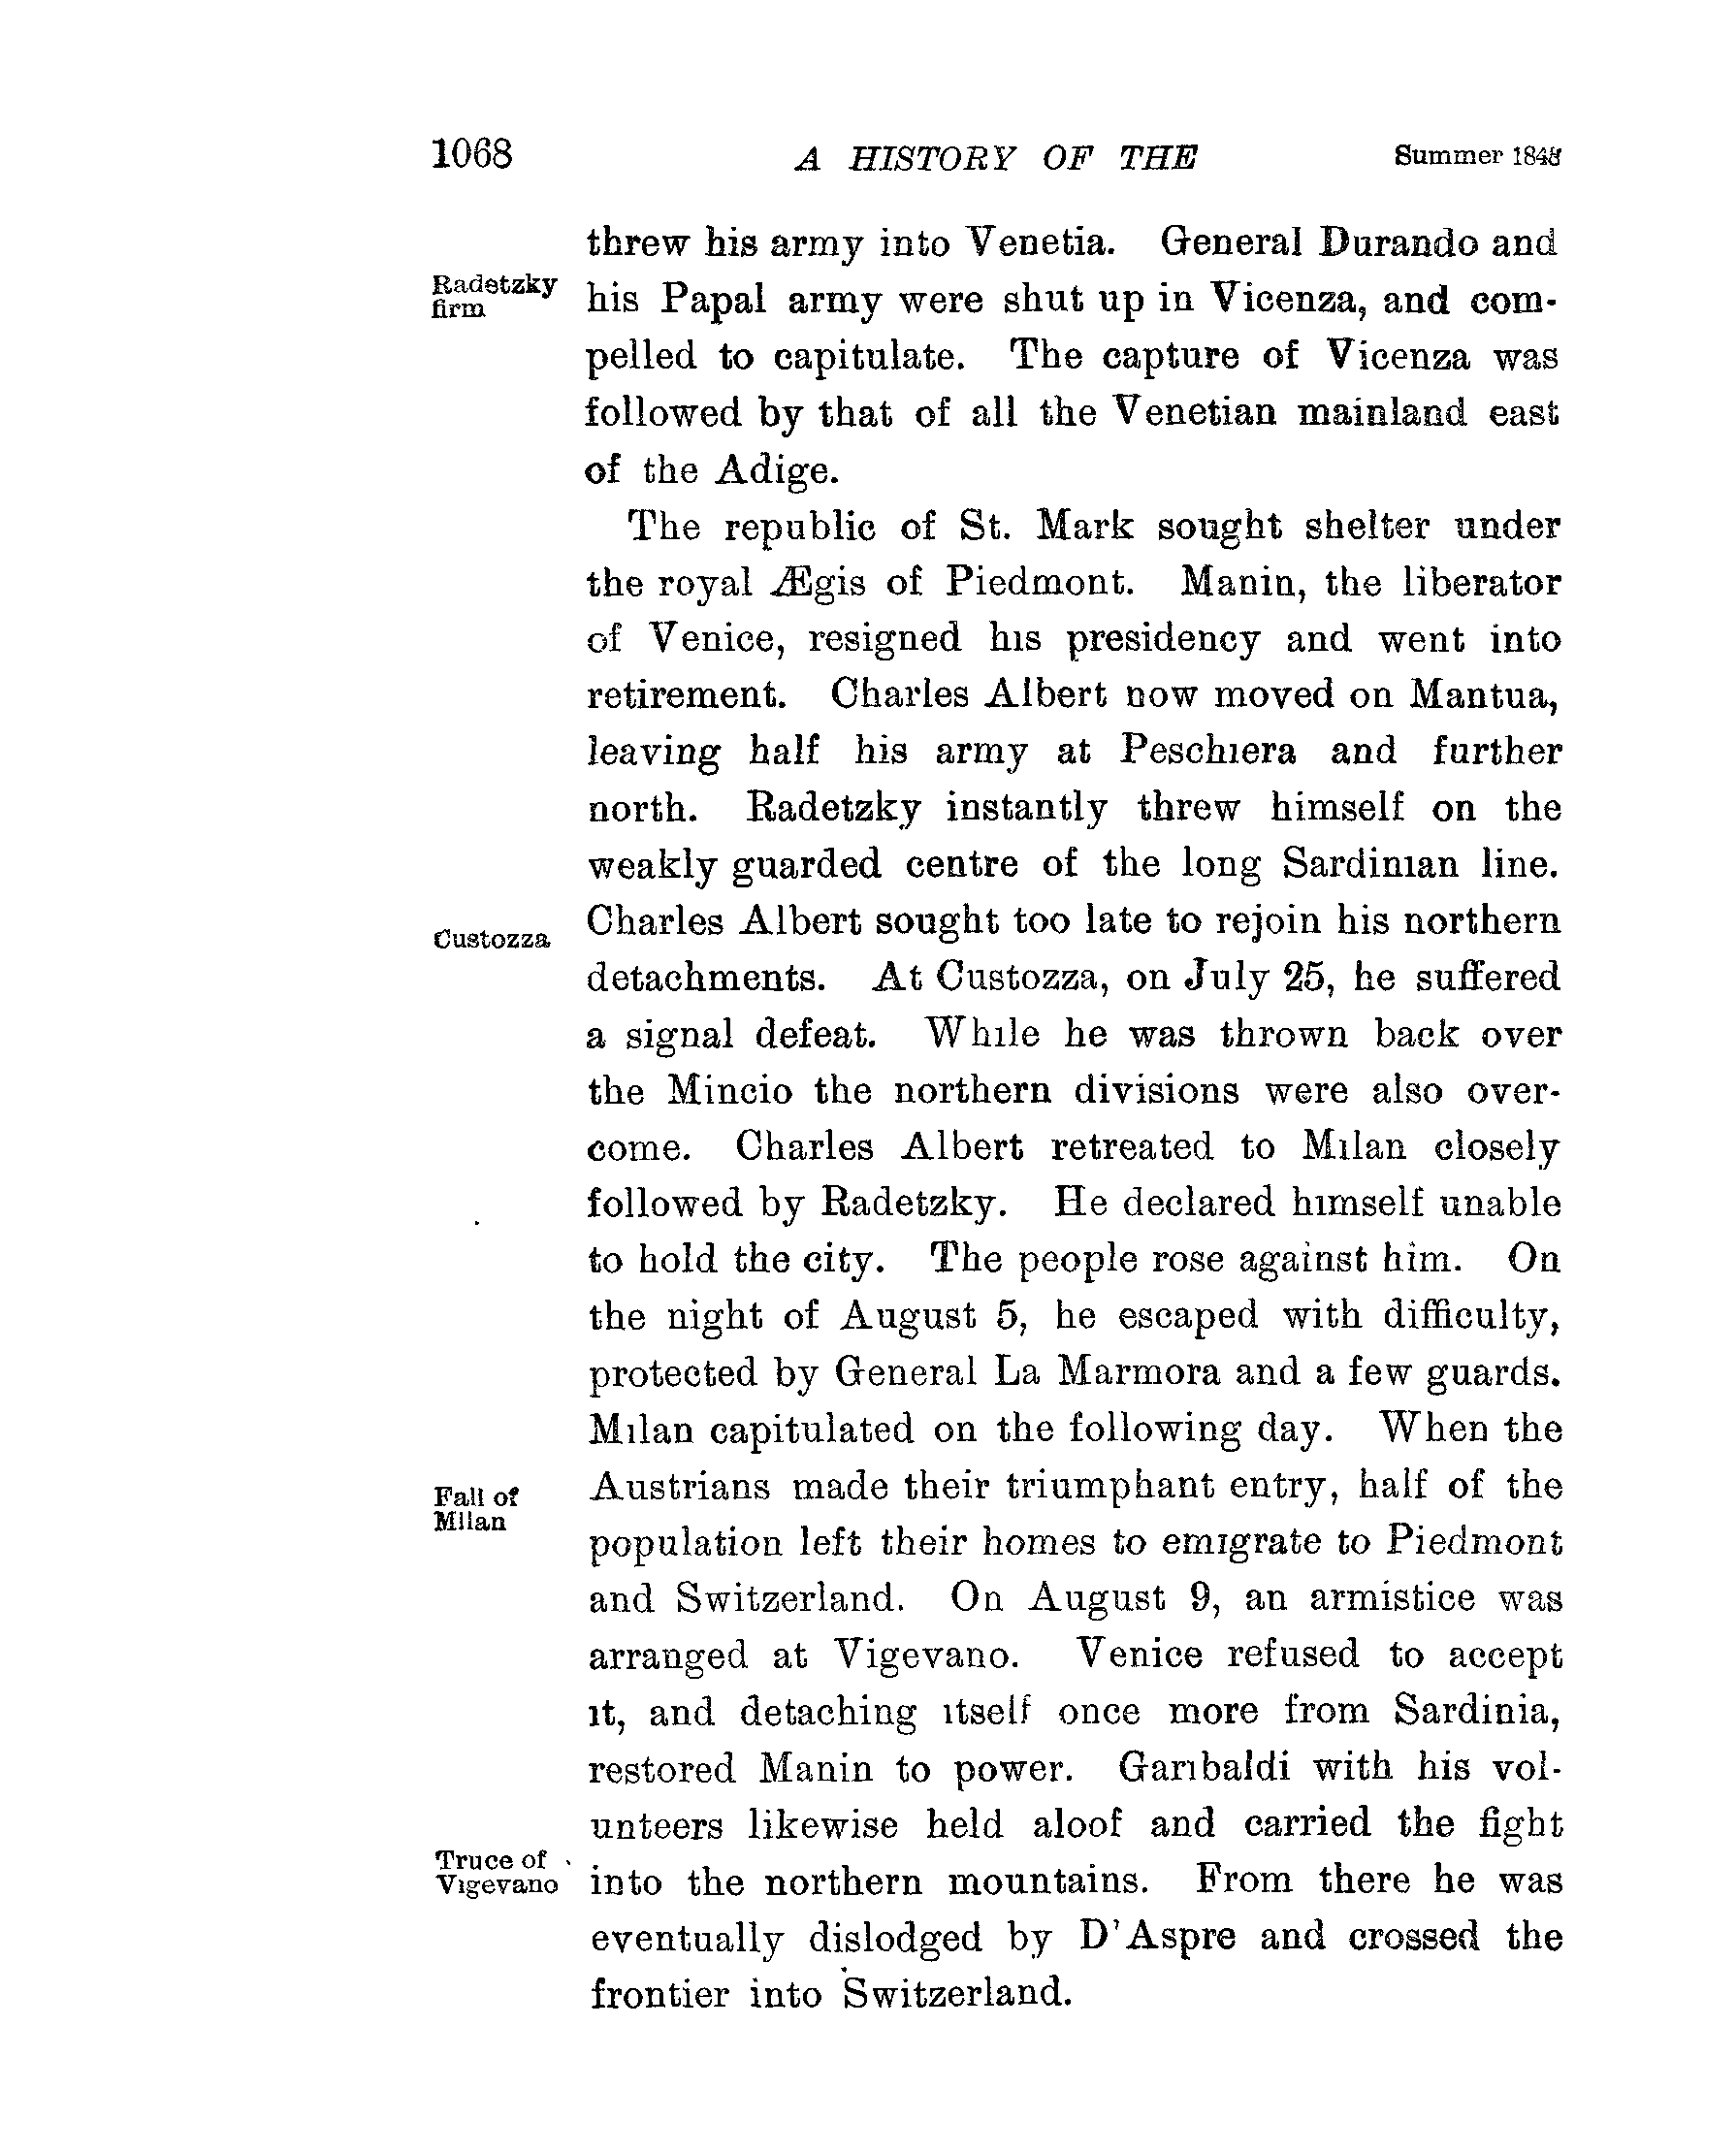 1068 A HISTORY OF THE Summer 1848
threw his army into Venetia. General Durando and
Radetzky
firm
his Papal army were shut up in Vicenza, and com-
pelled to capitulate. The capture of Vicenza was
followed by that of all the Venetian mainland east
of the Adige.
The republic of St. Mark sought shelter under
the royal Ægis of Piedmont. Manin, the liberator
of Venice, resigned his presidency and went into
retirement. Charles Albert now moved on Mantua,
leaving half his army at Peschiera and further
north. Radetzky instantly threw himself on the
weakly guarded centre of the long Sardinian line.
Custozza
Charles Albert sought too late to rejoin his northern
detachments. At Custozza, on July 25, he suffered
a signal defeat. While he was thrown back over
the Mincio the northern divisions were also over-
come. Charles Albert retreated to Milan closely
followed by Radetzky. He declared himself unable
to hold the city. The people rose against him. On
the night of August 5, he escaped with difficulty,
protected by General La Marmora and a few guards.
Milan capitulated on the following day. When the
Fall of
Milan
Austrians made their triumphant entry, half of the
population left their homes to emigrate to Piedmont
and Switzerland. On August 9, an armistice was
arranged at Vigevano. Venice refused to accept
it, and detaching itself once more from Sardinia,
restored Manin to power. Garibaldi with his vol-
unteers likewise held aloof and carried the fight
Truce of
Vigevano
into the northern mountains. From there he was
eventually dislodged by D'Aspre and crossed the
frontier into Switzerland.